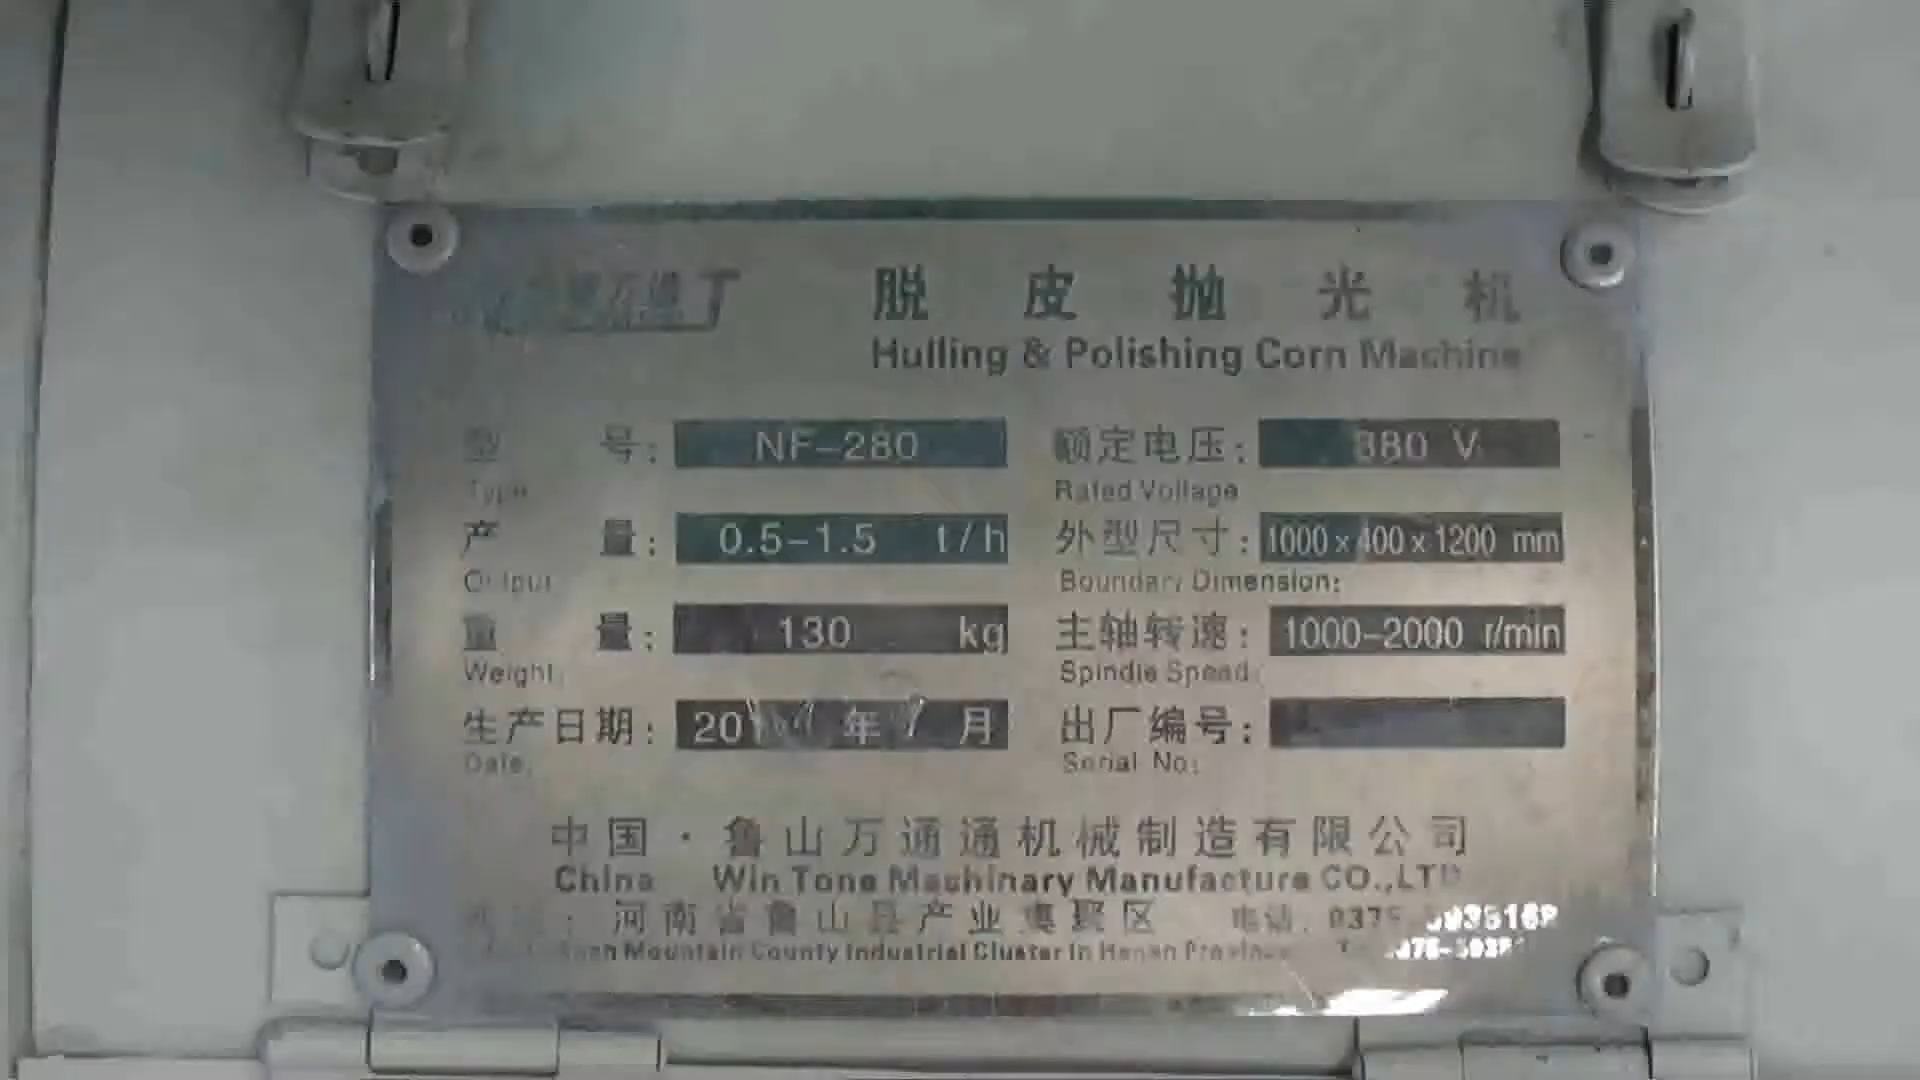 脱皮抛光机
Hulling & Polishing Corn Machine
型号: NF-280 额定电压: 380 V
Type Rated Voltage
产量: 0.5-1.5 t/h 外型尺寸: 1000×400×1200 mm
Output Boundary Dimension:
重量: 130 kg 主轴转速: 1000-2000 r/min
Weight: Spindle Speed:
生产日期: 20 年 7 月 出厂编号:
Date: Serial No:
中国·鲁山万通通机械制造有限公司
China Win Tone Machinary Manufacture CO.,LTD
河南省鲁山县产业集聚区 电话:
Mountain County Industrial Cluster In Henan Province